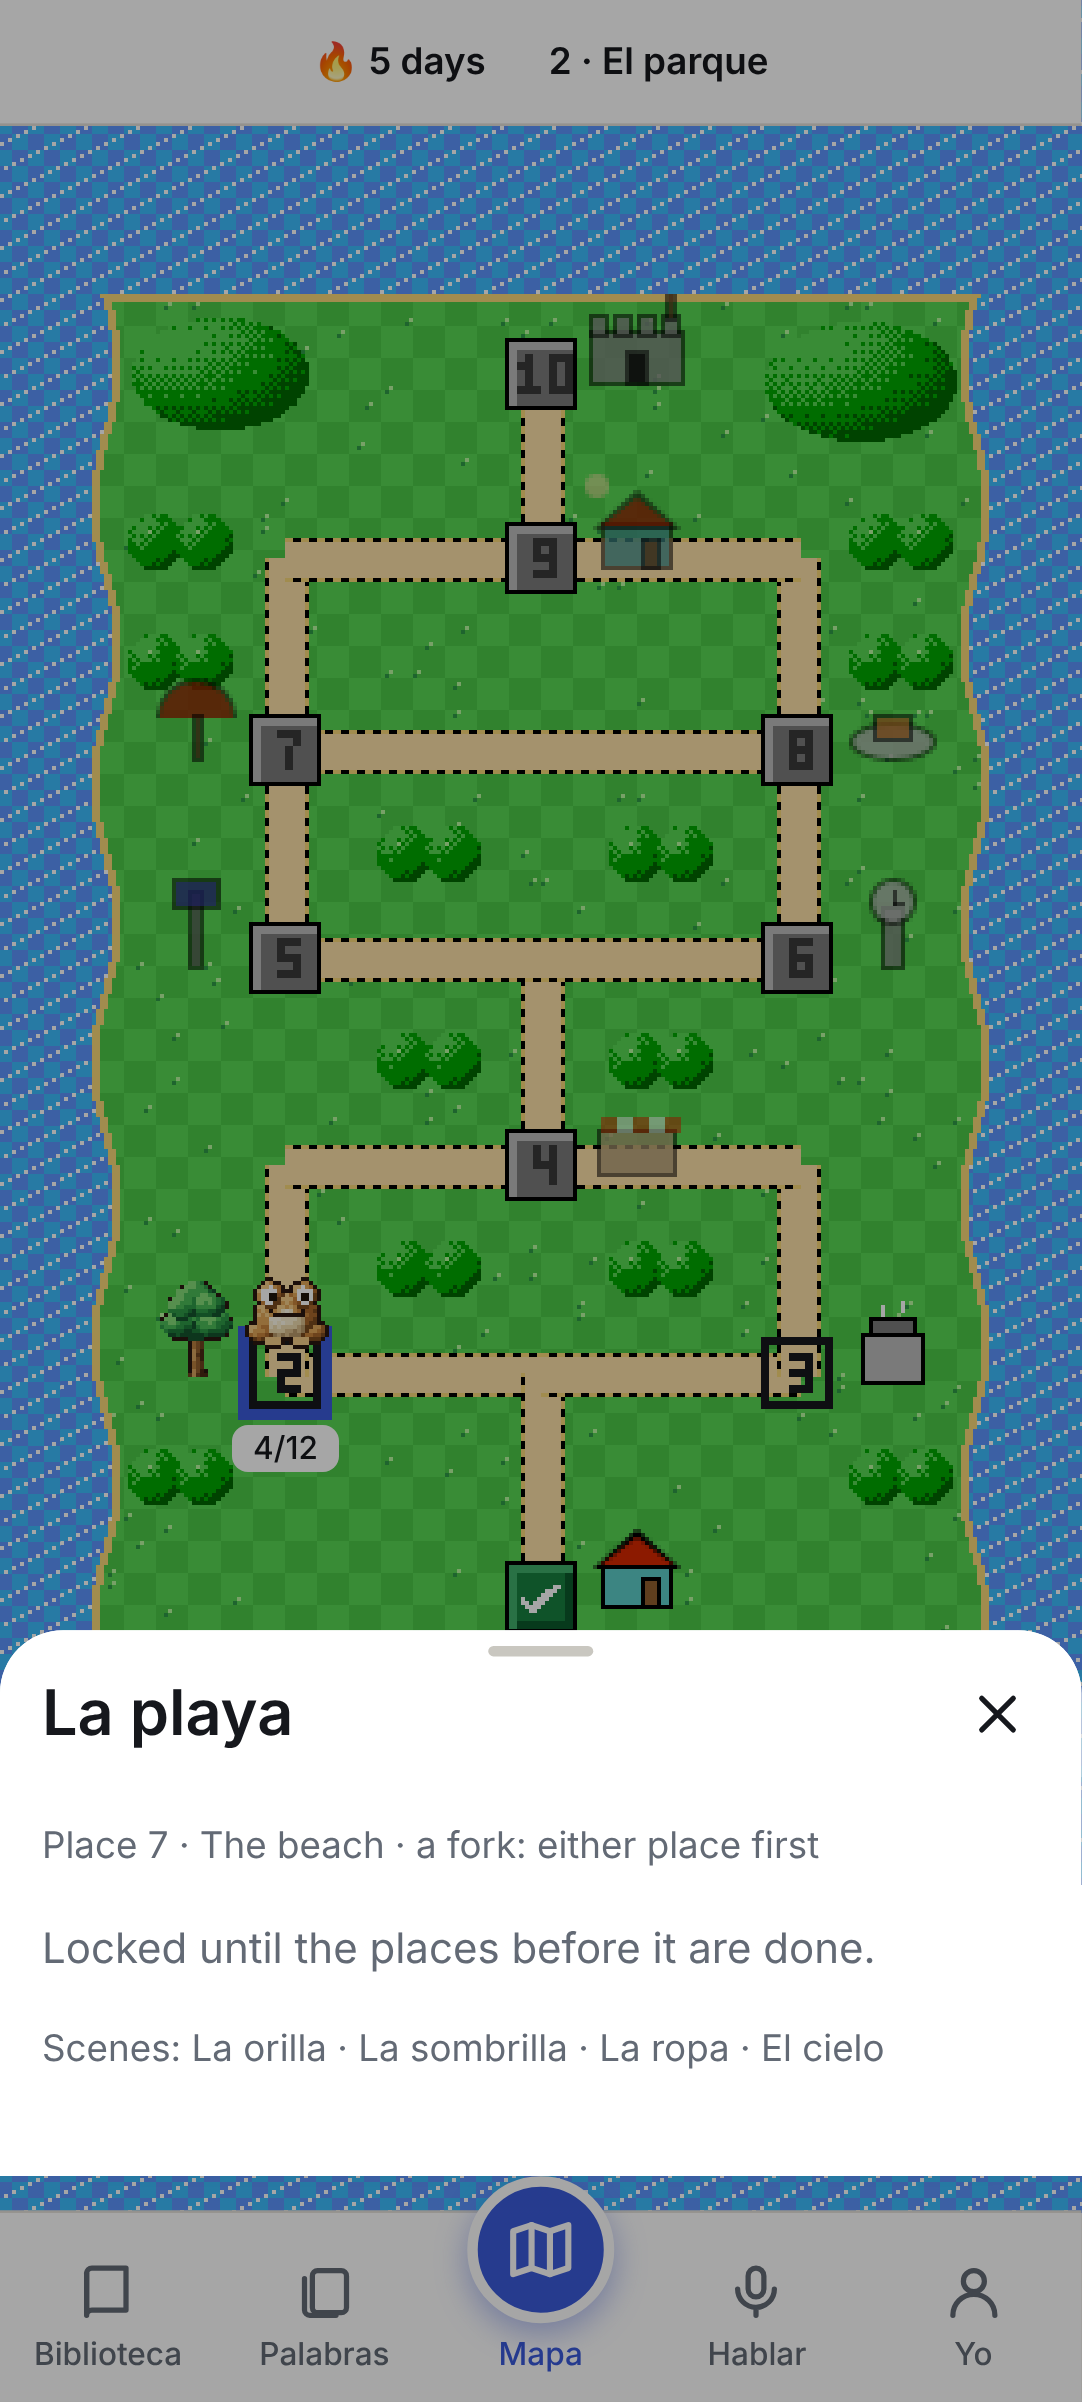 5 days 2 · El parque
10
9
7 8
5 6
4
2 3
4/12
La playa
Place 7 · The beach · a fork: either place first
Locked until the places before it are done.
Scenes: La orilla · La sombrilla · La ropa · El cielo
Biblioteca Palabras Mapa Hablar Yo